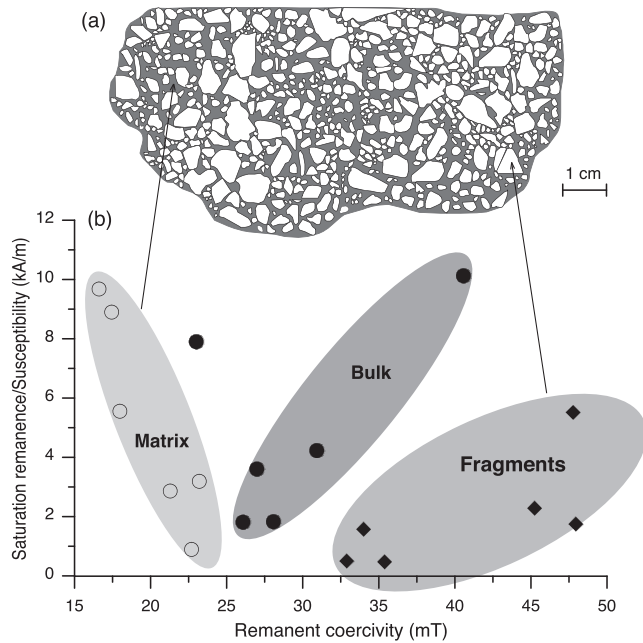 (a)
1 cm
(b)
Saturation remanence/Susceptibility (kA/m)
12
10
8
6
4
2
0
Matrix
Bulk
Fragments
15 20 25 30 35 40 45 50
Remanent coercivity (mT)